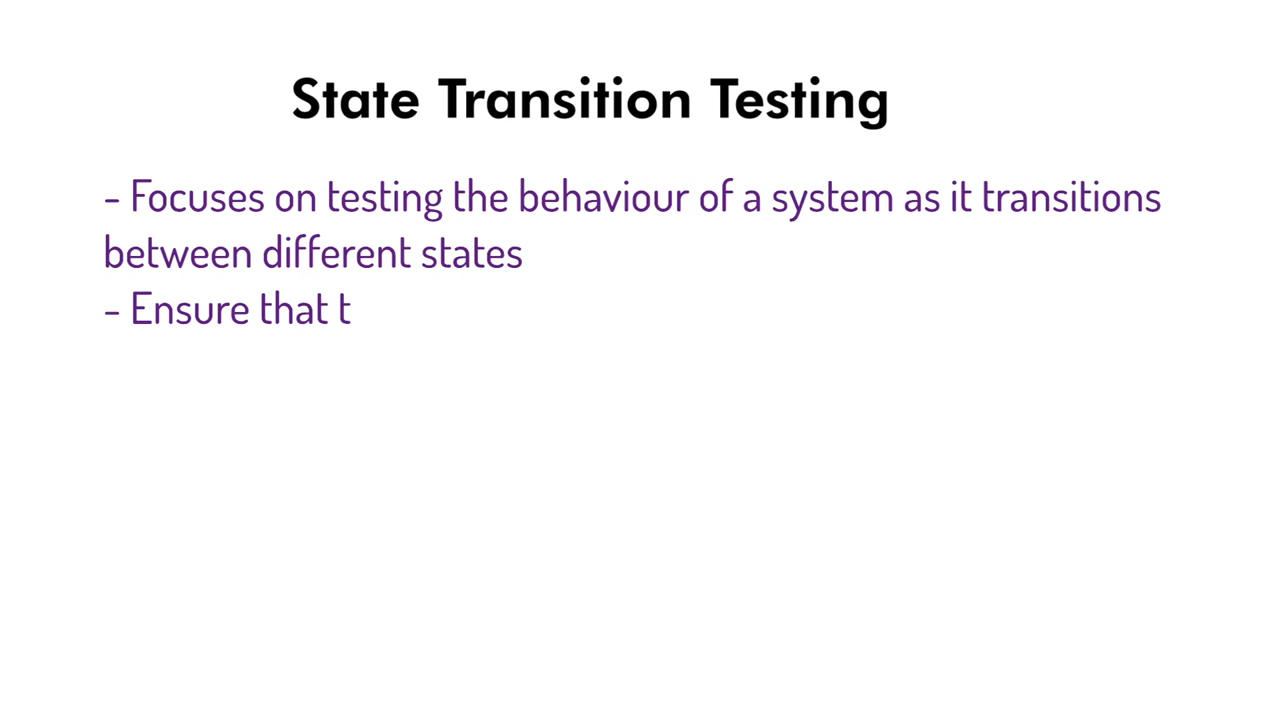 State Transition Testing
- Focuses on testing the behaviour of a system as it transitions
between different states
- Ensure that t